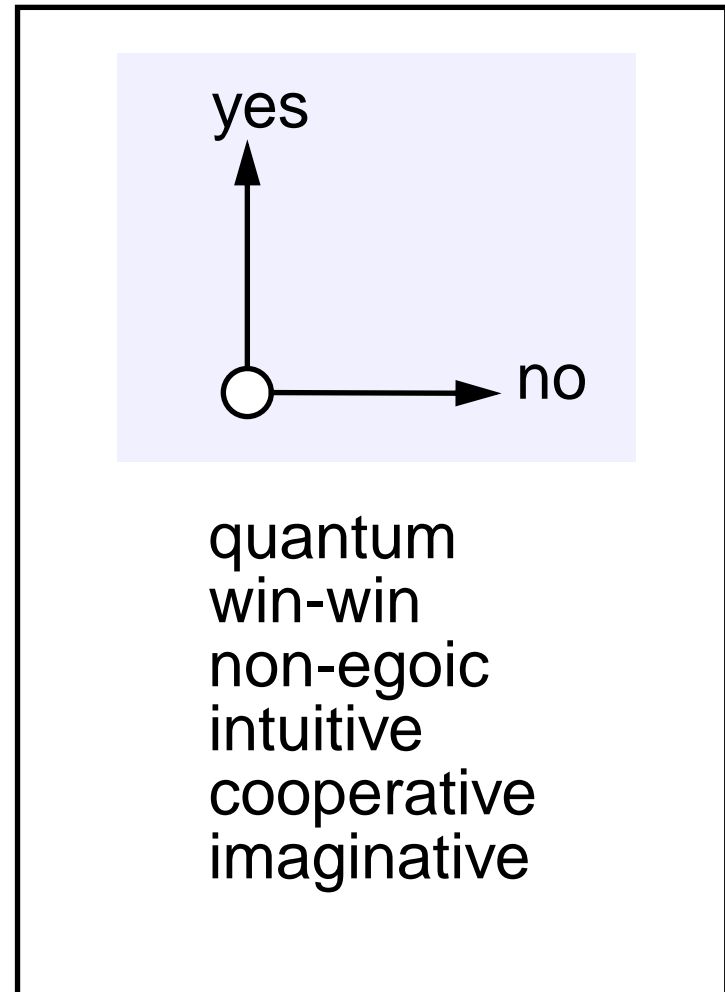 yes
no
quantum
win-win
non-egoic
intuitive
cooperative
imaginative